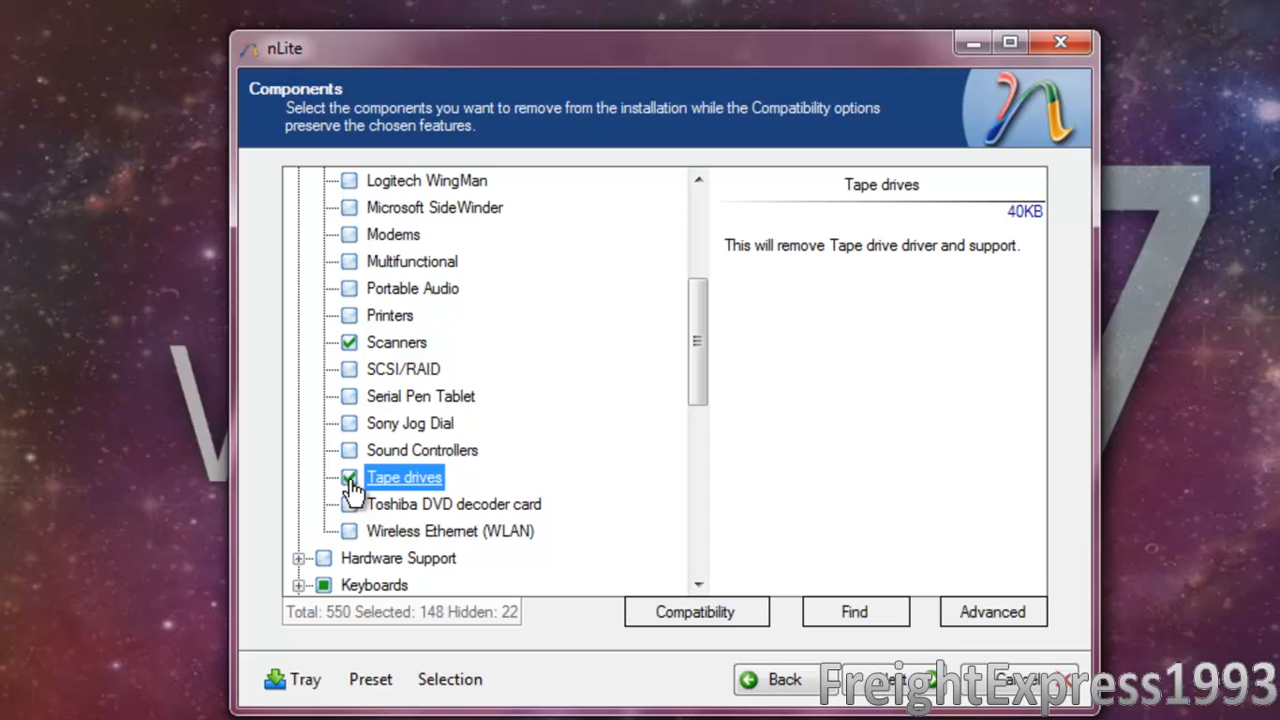 nLite
Components
Select the components you want to remove from the installation while the Compatibility options
preserve the chosen features.
Logitech WingMan
Microsoft SideWinder
Modems
Multifunctional
Portable Audio
Printers
Scanners
SCSI/RAID
Serial Pen Tablet
Sony Jog Dial
Sound Controllers
Tape drives
Toshiba DVD decoder card
Wireless Ethernet (WLAN)
Hardware Support
Keyboards
Tape drives
40KB
This will remove Tape drive driver and support.
Total: 550 Selected: 148 Hidden: 22
Compatibility
Find
Advanced
Tray
Preset
Selection
Back
FreightExpress1993
7